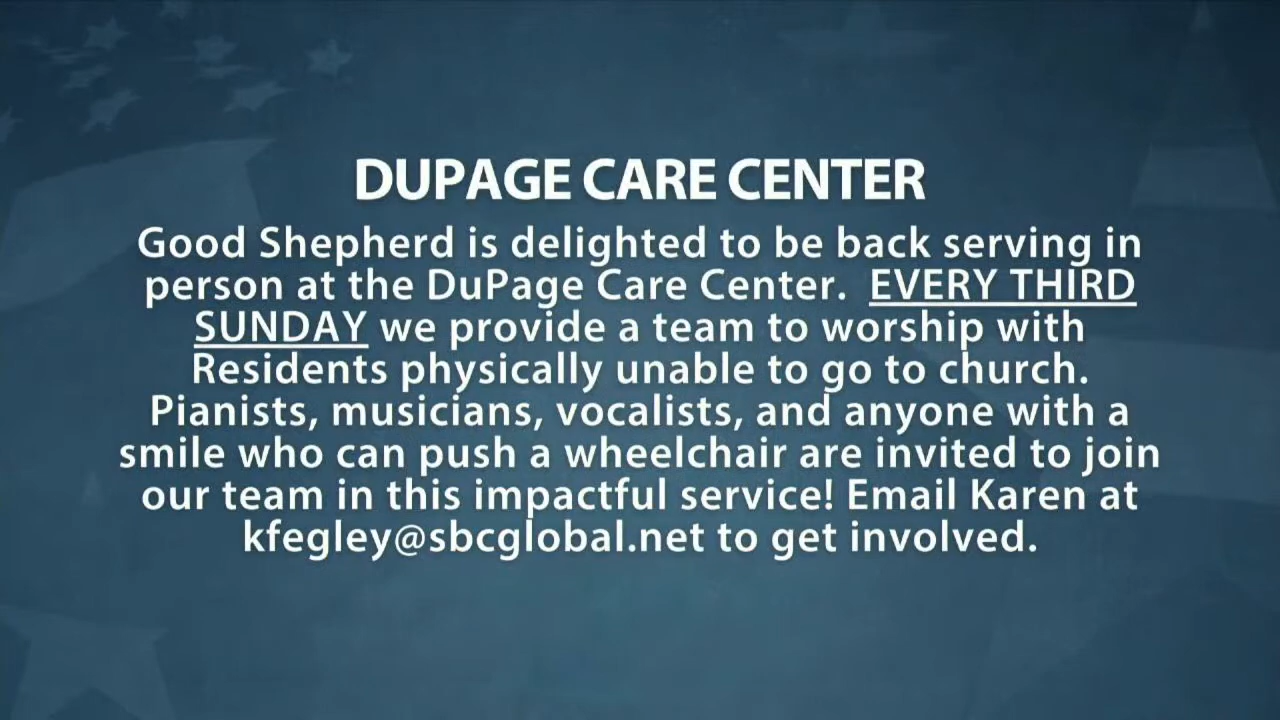 DUPAGE CARE CENTER
Good Shepherd is delighted to be back serving in
person at the DuPage Care Center.  EVERY THIRD
SUNDAY we provide a team to worship with
Residents physically unable to go to church.
Pianists, musicians, vocalists, and anyone with a
smile who can push a wheelchair are invited to join
our team in this impactful service! Email Karen at
kfegley@sbcglobal.net to get involved.